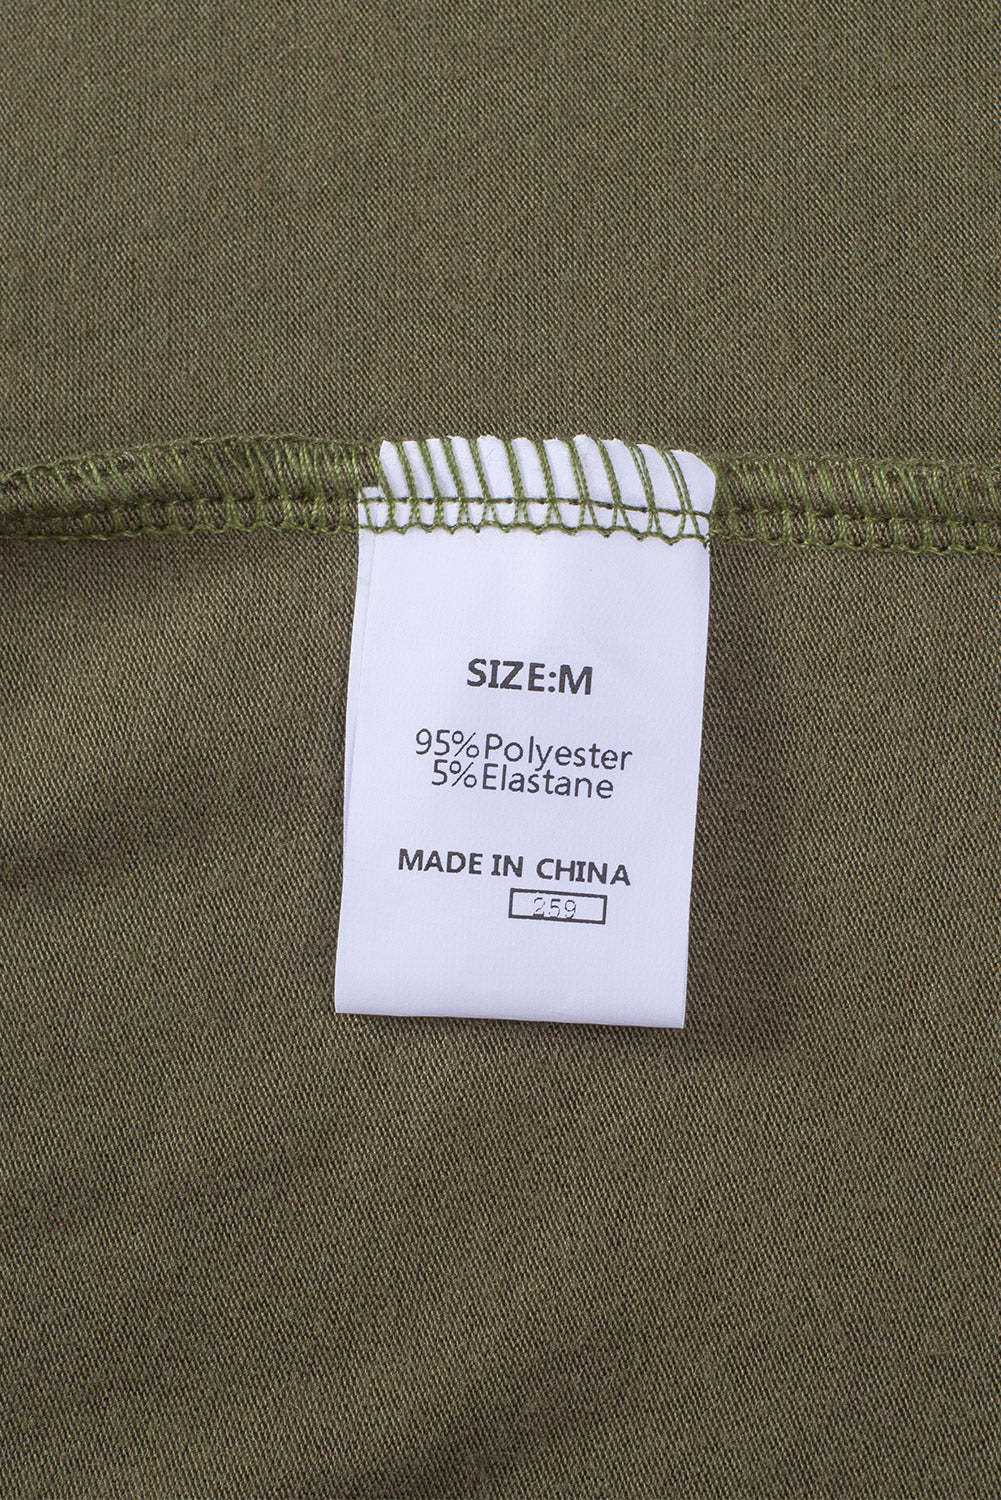 SIZE:M
95%Polyester
5%Elastane
MADE IN CHINA
259